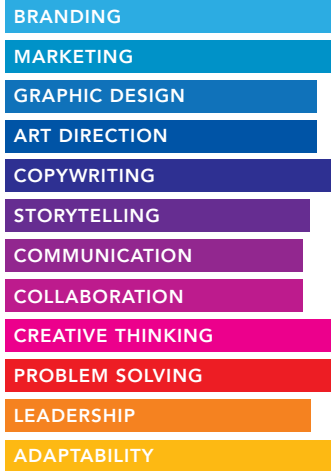 BRANDING
MARKETING
GRAPHIC DESIGN
ART DIRECTION
COPYWRITING
STORYTELLING
COMMUNICATION
COLLABORATION
CREATIVE THINKING
PROBLEM SOLVING
LEADERSHIP
ADAPTABILITY